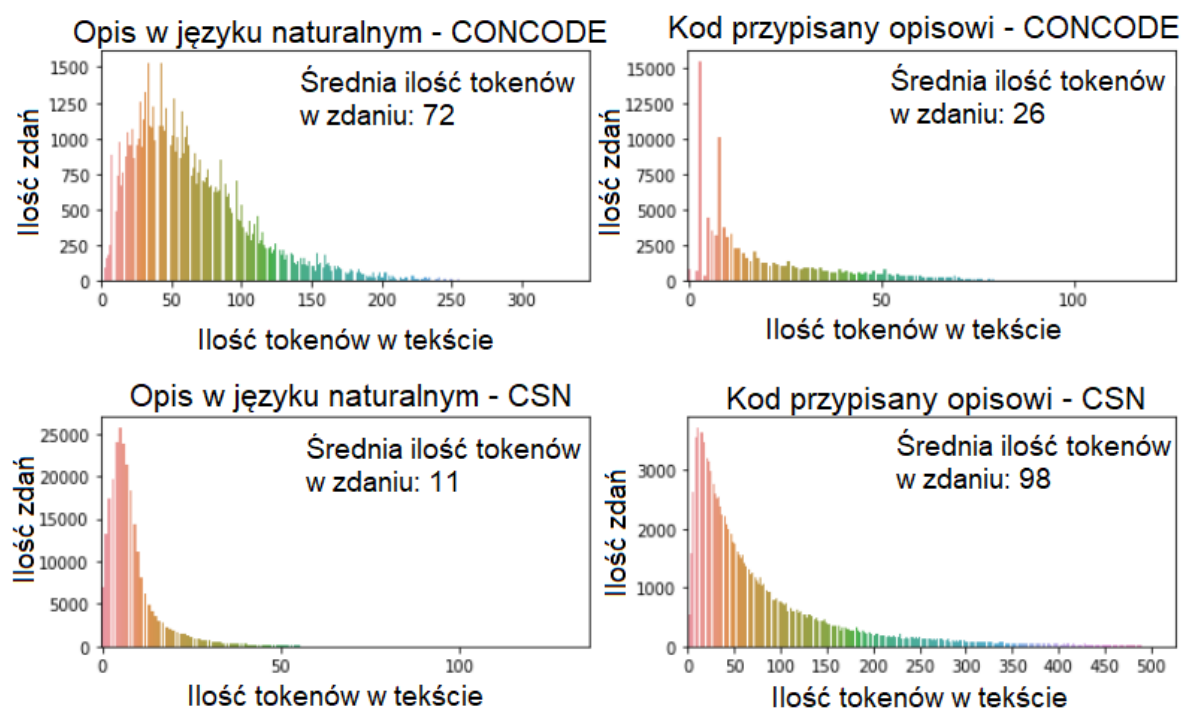 Opis w języku naturalnym - CONCODE
Średnia ilość tokenów
w zdaniu: 72
Ilość zdań
1500
1250
1000
750
500
250
0
0 50 100 150 200 250 300
Ilość tokenów w tekście
Kod przypisany opisowi - CONCODE
Średnia ilość tokenów
w zdaniu: 26
Ilość zdań
15000
12500
10000
7500
5000
2500
0
0 50 100
Ilość tokenów w tekście
Opis w języku naturalnym - CSN
Średnia ilość tokenów
w zdaniu: 11
Ilość zdań
25000
20000
15000
10000
5000
0
0 50 100
Ilość tokenów w tekście
Kod przypisany opisowi - CSN
Średnia ilość tokenów
w zdaniu: 98
Ilość zdań
3000
2000
1000
0
0 50 100 150 200 250 300 350 400 450 500
Ilość tokenów w tekście